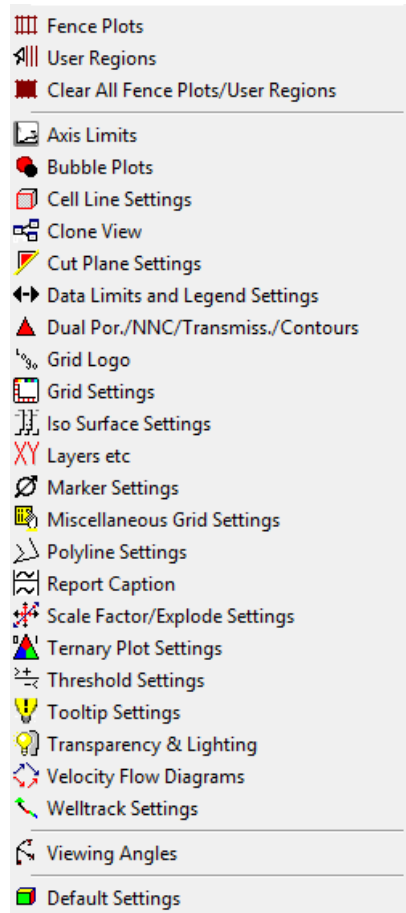 Fence Plots
User Regions
Clear All Fence Plots/User Regions
Axis Limits
Bubble Plots
Cell Line Settings
Clone View
Cut Plane Settings
Data Limits and Legend Settings
Dual Por./NNC/Transmiss./Contours
Logo Grid Logo
Grid Settings
Iso Surface Settings
XY Layers etc
Marker Settings
Miscellaneous Grid Settings
Polyline Settings
Report Caption
Scale Factor/Explode Settings
Ternary Plot Settings
Threshold Settings
Tooltip Settings
Transparency & Lighting
Velocity Flow Diagrams
Welltrack Settings
Viewing Angles
Default Settings